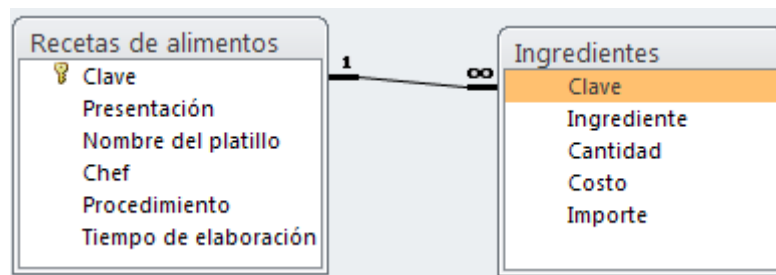 Recetas de alimentos
Clave
Presentación
Nombre del platillo
Chef
Procedimiento
Tiempo de elaboración
1
∞
Ingredientes
Clave
Ingrediente
Cantidad
Costo
Importe